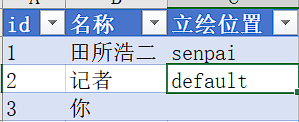 id 名称 立绘位置
1 田所浩二 senpai
2 记者 default
3 你